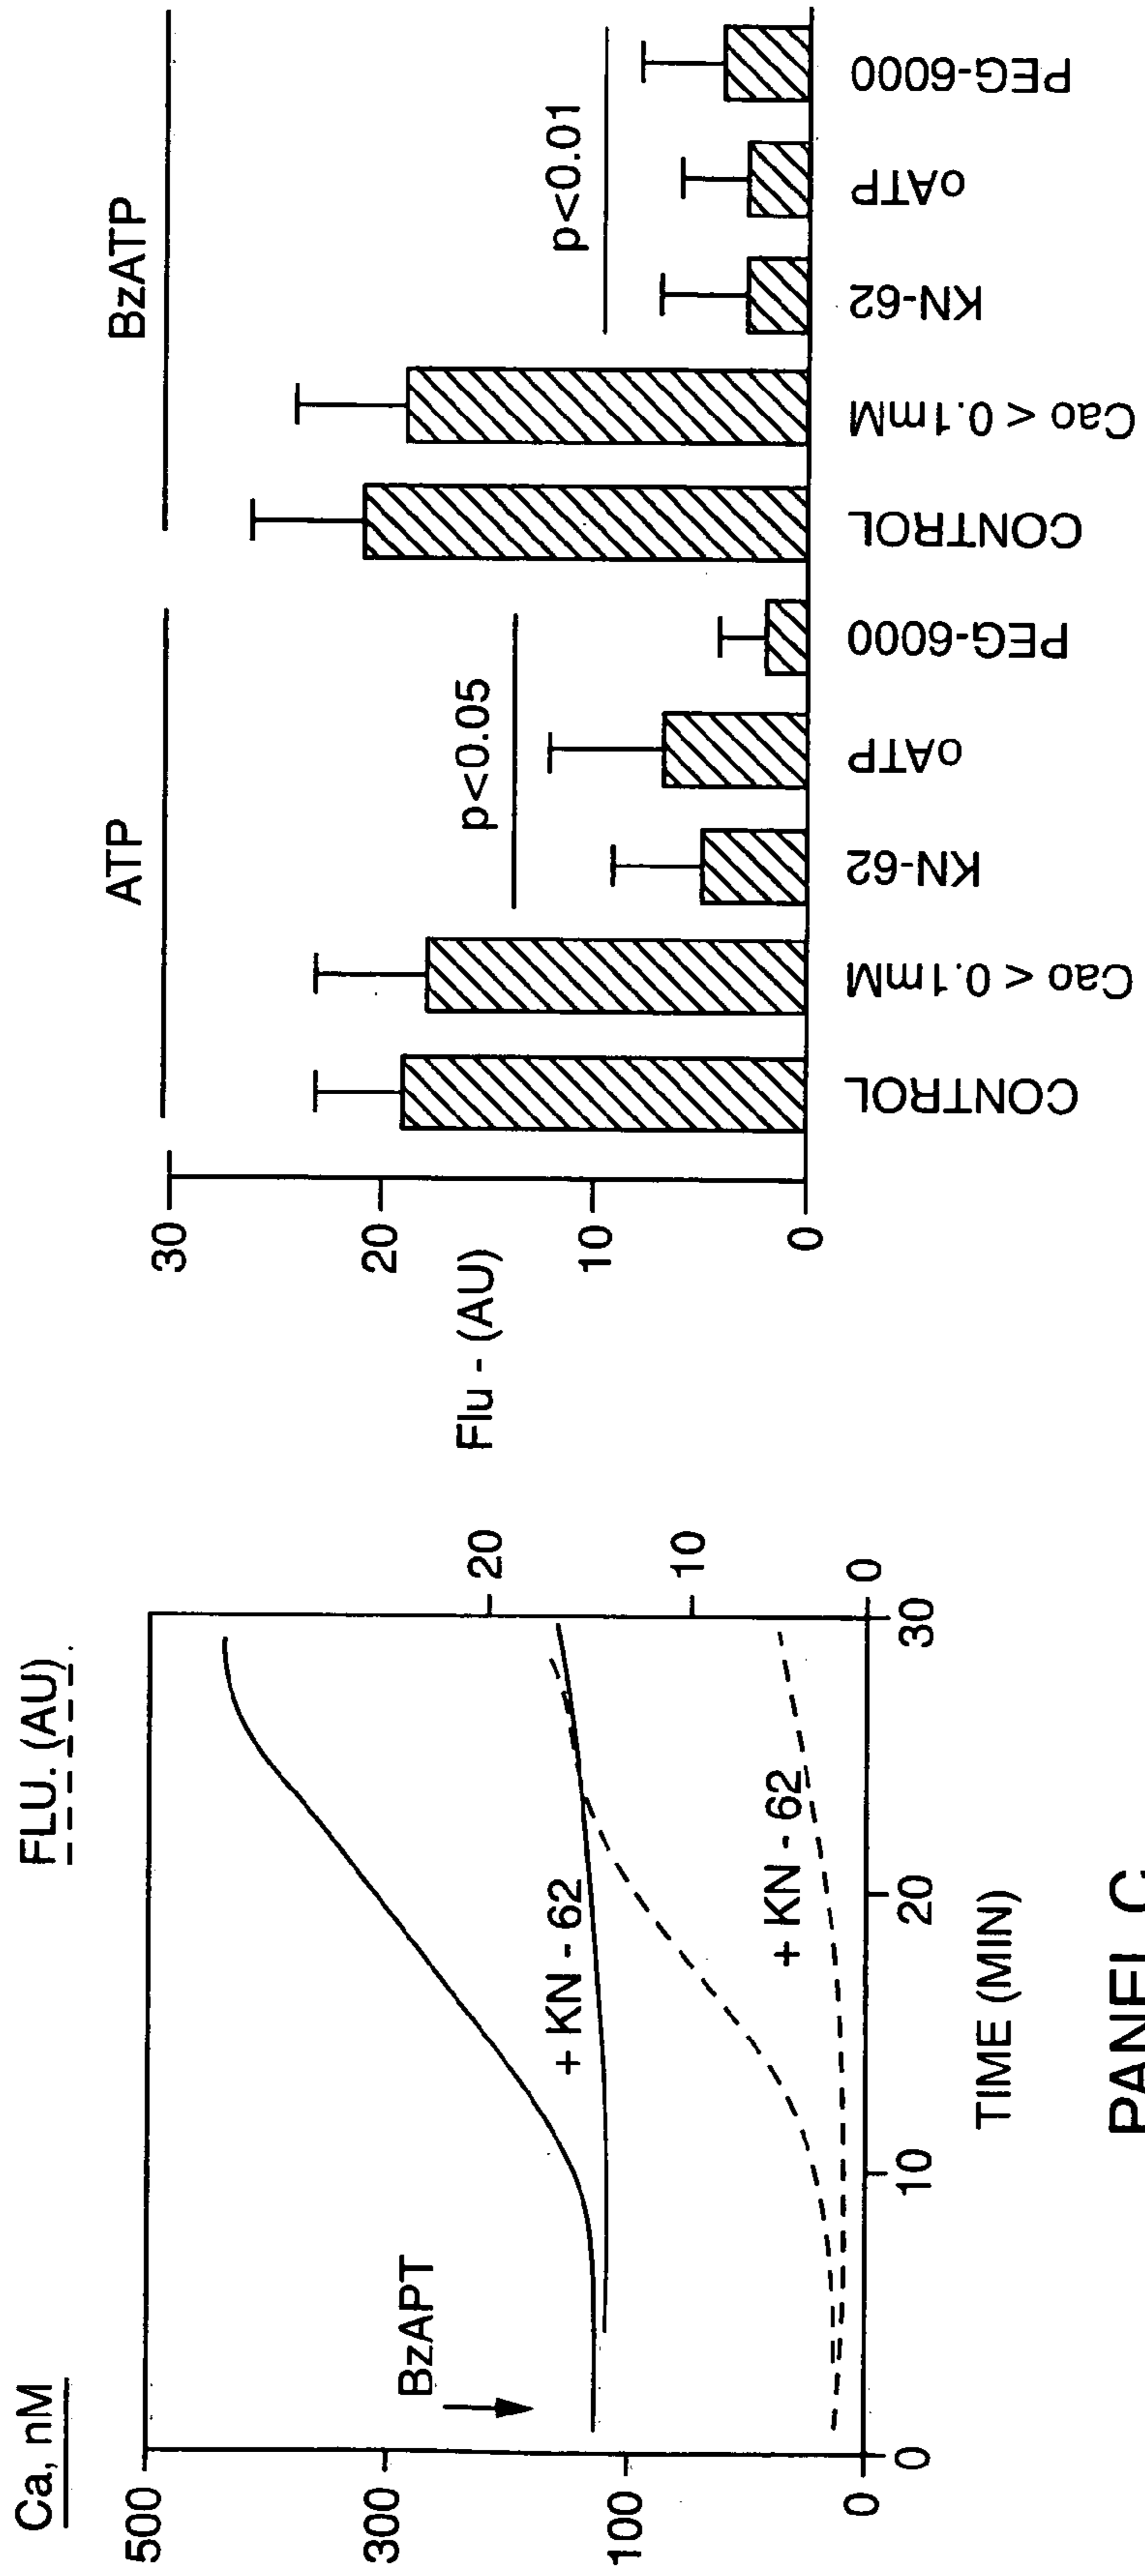 Ca, nM
FLU. (AU)
500
300
100
0
BzAPT
+ KN - 62
+ KN - 62
20
10
0
0
10
20
30
TIME (MIN)
PANEL C
ATP
BzATP
30
20
10
0
Flu - (AU)
p<0.05
p<0.01
CONTROL
Cao < 0.1mM
KN-62
oATP
PEG-6000
CONTROL
Cao < 0.1mM
KN-62
oATP
PEG-6000